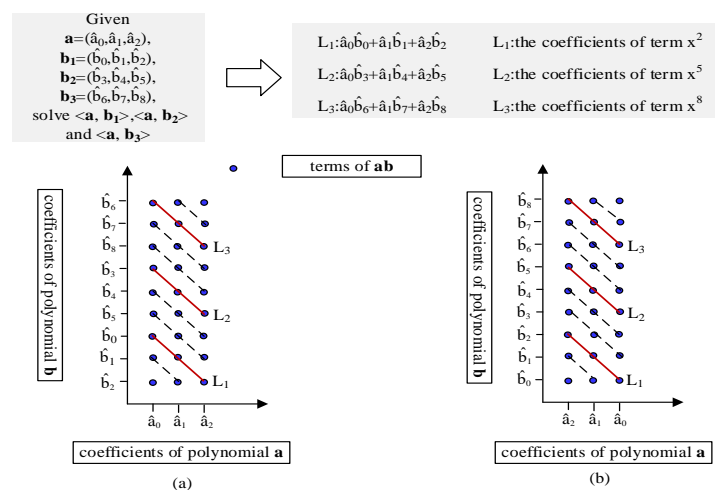 Given
a=(â₀,â₁,â₂),
b₁=(b̂₀,b̂₁,b̂₂),
b₂=(b̂₃,b̂₄,b̂₅),
b₃=(b̂₆,b̂₇,b̂₈),
solve <a, b₁>,<a, b₂>
and <a, b₃>
L₁:â₀b̂₀+â₁b̂₁+â₂b̂₂
L₁:the coefficients of term x²
L₂:â₀b̂₃+â₁b̂₄+â₂b̂₅
L₂:the coefficients of term x⁵
L₃:â₀b̂₆+â₁b̂₇+â₂b̂₈
L₃:the coefficients of term x⁸
terms of ab
coefficients of polynomial b
b̂₆
b̂₇
b̂₈
b̂₃
b̂₄
b̂₅
b̂₀
b̂₁
b̂₂
L₃
L₂
L₁
â₀ â₁ â₂
coefficients of polynomial a
(a)
coefficients of polynomial b
b̂₈
b̂₇
b̂₆
b̂₅
b̂₄
b̂₃
b̂₂
b̂₁
b̂₀
L₃
L₂
L₁
â₂ â₁ â₀
coefficients of polynomial a
(b)